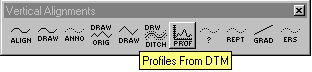 Vertical Alignments
ALIGN
DRAW
ANNO
DRAW ORIG
DRAW
DRW DITCH
PROF
?
REPT
GRAD
ERS
Profiles From DTM